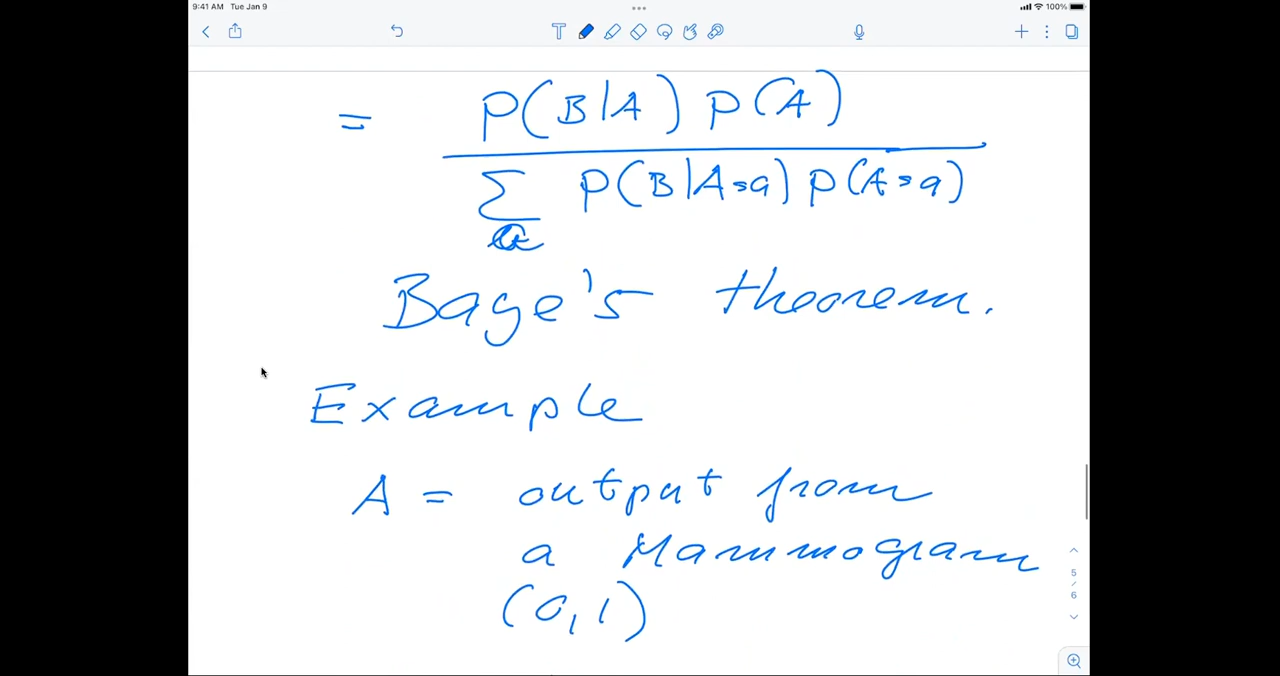 9:41 AM Tue Jan 9
100%
= P(B|A) P(A)
∑ P(B|A=a) P(A=a)
a
Baye's theorem.
Example
A = output from
a Mammogram
(0,1)
5
/
6